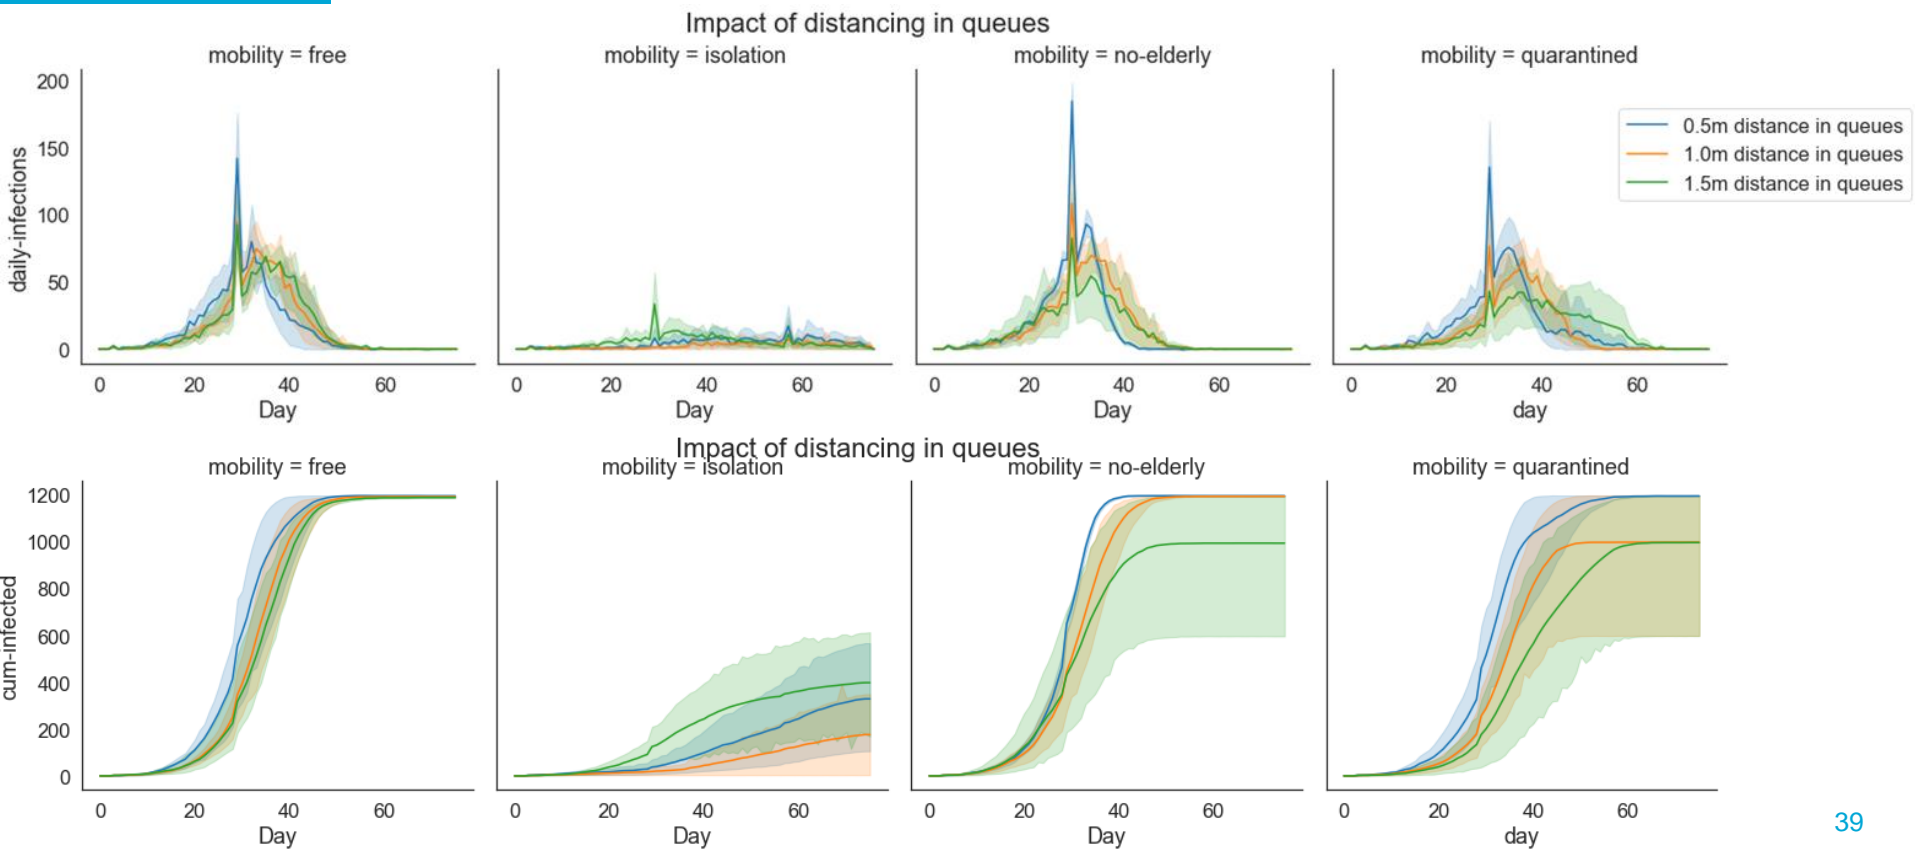 Impact of distancing in queues
mobility = free
mobility = isolation
mobility = no-elderly
mobility = quarantined
200
150
100
50
0
daily-infections
0.5m distance in queues
1.0m distance in queues
1.5m distance in queues
0 20 40 60
0 20 40 60
0 20 40 60
0 20 40 60
Day
Day
Day
day
Impact of distancing in queues
mobility = free
mobility = isolation
mobility = no-elderly
mobility = quarantined
1200
1000
800
600
400
200
0
cum-infected
0 20 40 60
0 20 40 60
0 20 40 60
0 20 40 60
Day
Day
Day
day
39